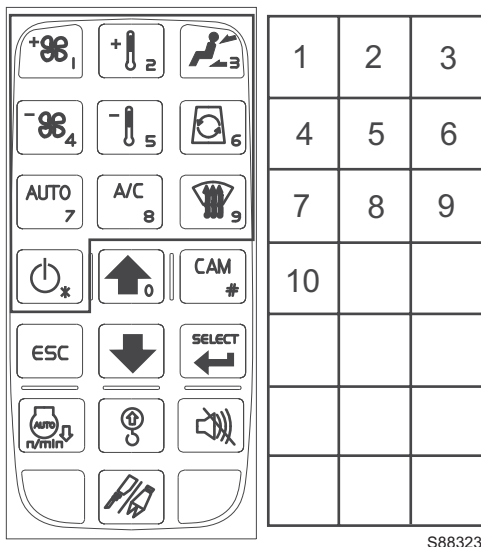 + 1 + 2 3 1 2 3
- 4 - 5 6 4 5 6
AUTO 7 A/C 8 9 7 8 9
* 0 CAM # 10
ESC SELECT
AUTO n/min
S88323